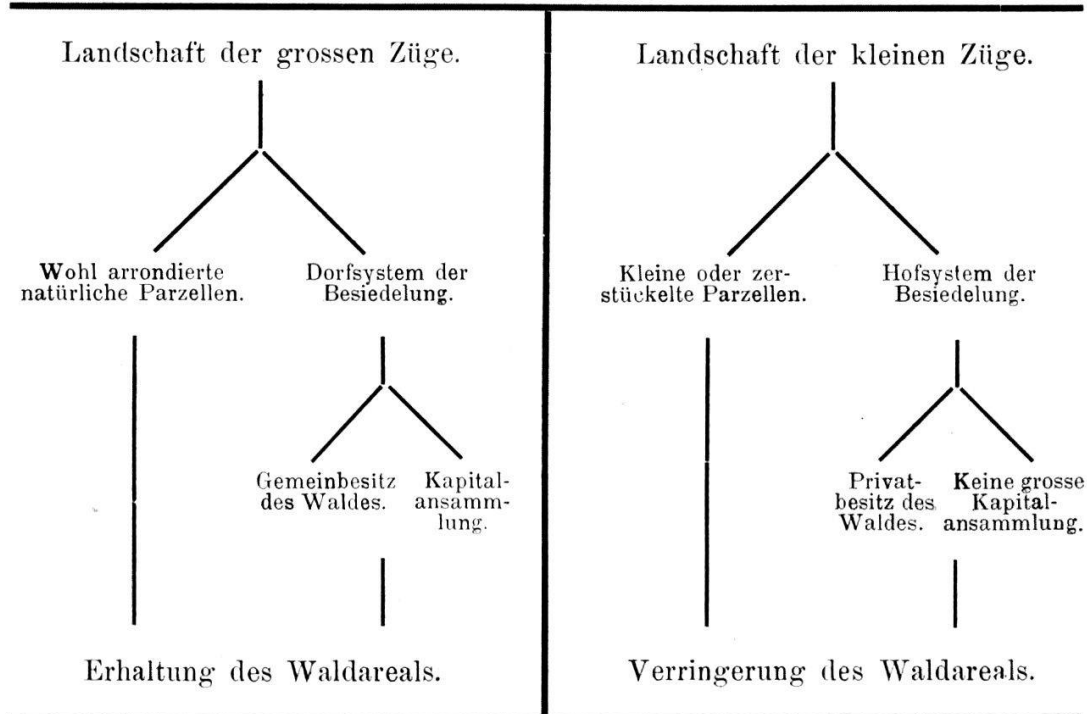 Landschaft der grossen Züge.
Wohl arrondierte
natürliche Parzellen.
Dorfsystem der
Besiedelung.
Gemeinbesitz
des Waldes.
Kapital-
ansamm-
lung.
Erhaltung des Waldareals.
Landschaft der kleinen Züge.
Kleine oder zer-
stückelte Parzellen.
Hofsystem der
Besiedelung.
Privat-
besitz des
Waldes.
Keine grosse
Kapital-
ansammlung.
Verringerung des Waldareals.